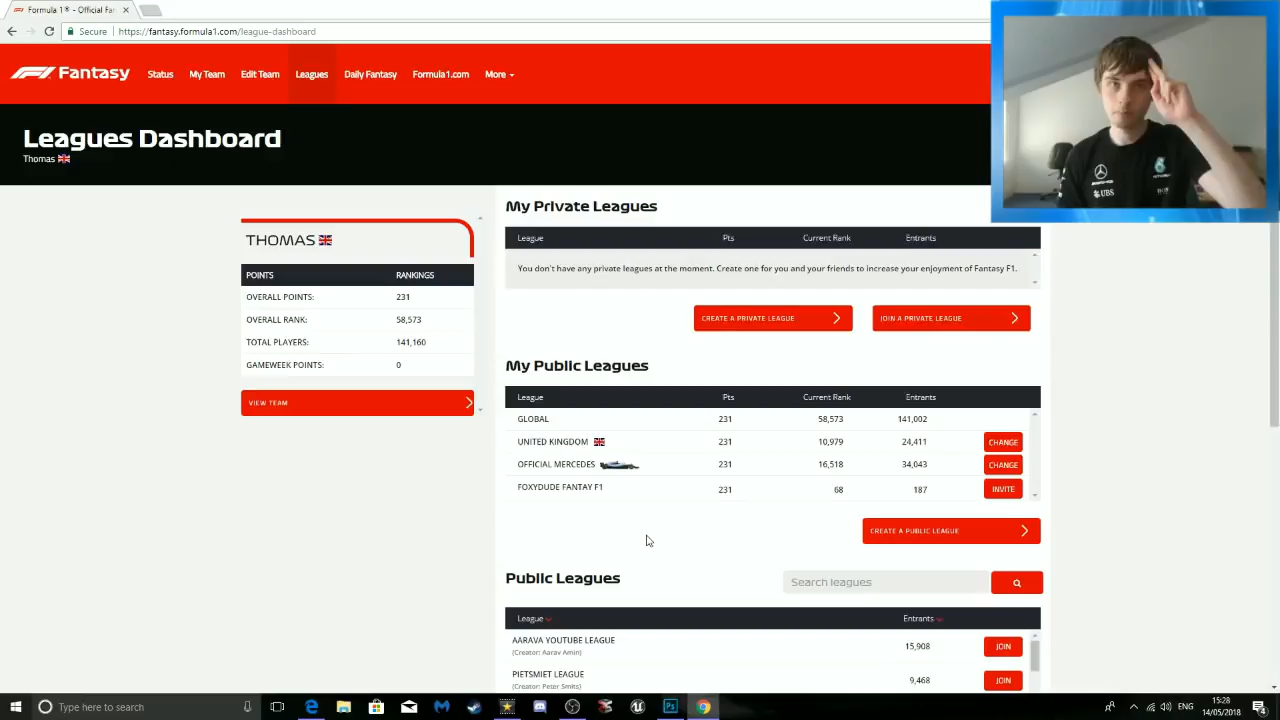 Formula 1® - Official Fan
Secure
https://fantasy.formula1.com/league-dashboard
F1 Fantasy
Status My Team Edit Team Leagues Daily Fantasy Formula1.com More
Leagues Dashboard
Thomas
THOMAS
POINTS RANKINGS
OVERALL POINTS: 231
OVERALL RANK: 58,573
TOTAL PLAYERS: 141,160
GAMEWEEK POINTS: 0
VIEW TEAM
My Private Leagues
League Pts Current Rank Entrants
You don't have any private leagues at the moment. Create one for you and your friends to increase your enjoyment of Fantasy F1.
CREATE A PRIVATE LEAGUE JOIN A PRIVATE LEAGUE
My Public Leagues
League Pts Current Rank Entrants
GLOBAL 231 58,573 141,002
UNITED KINGDOM 231 10,979 24,411 CHANGE
OFFICIAL MERCEDES 231 16,518 34,043 CHANGE
FOXYDUDE FANTAY F1 231 68 187 INVITE
CREATE A PUBLIC LEAGUE
Public Leagues
Search leagues
League Entrants
AARAVA YOUTUBE LEAGUE 15,908 JOIN
(Creator: Aarav Amin)
PIETSMIET LEAGUE 9,468 JOIN
(Creator: Peter Smits)
UBS
Type here to search
ENG
15:28
14/05/2018